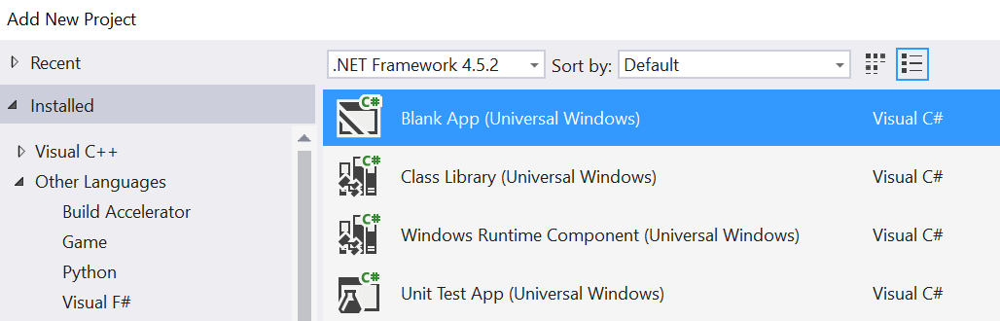 Add New Project
Recent
Installed
Visual C++
Other Languages
Build Accelerator
Game
Python
Visual F#
.NET Framework 4.5.2 Sort by: Default
C# Blank App (Universal Windows) Visual C#
C# Class Library (Universal Windows) Visual C#
C# Windows Runtime Component (Universal Windows) Visual C#
C# Unit Test App (Universal Windows) Visual C#